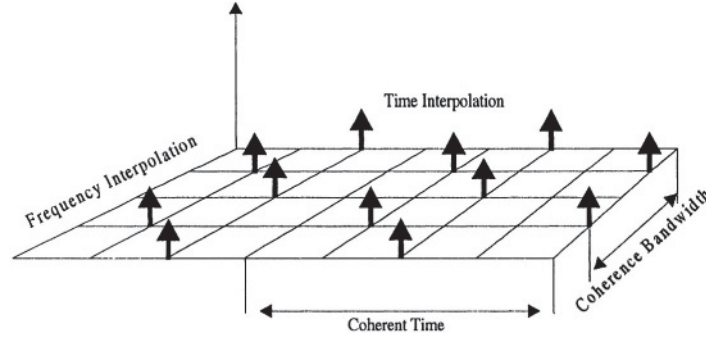 Time Interpolation
Frequency Interpolation
Coherence Bandwidth
Coherent Time